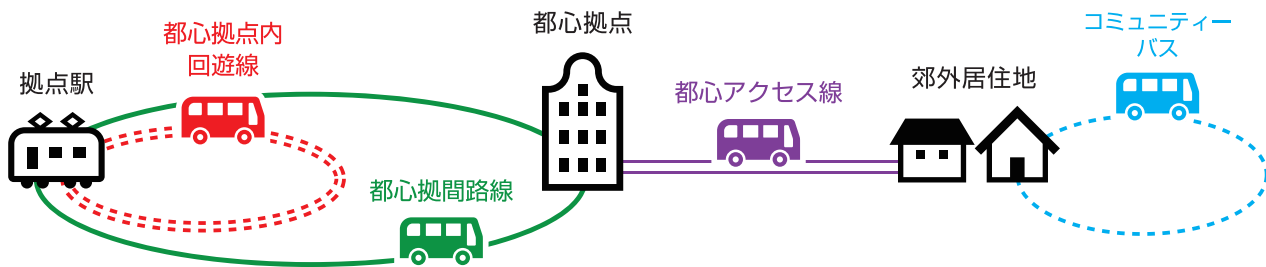 拠点駅
都心拠点内
回遊線
都心拠間路線
都心拠点
都心アクセス線
郊外居住地
コミュニティー
バス